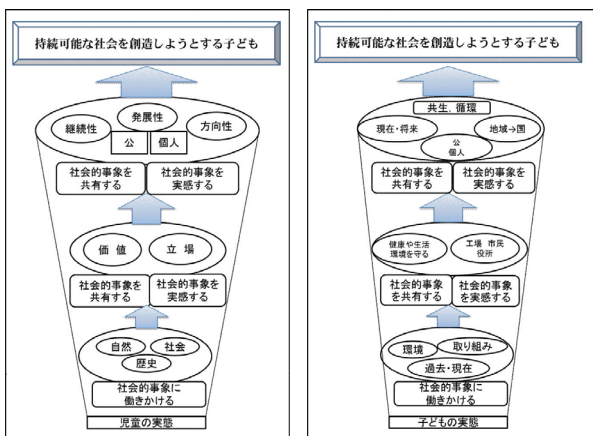 持続可能な社会を創造しようとする子ども
発展性
継続性
方向性
公
個人
社会的事象を
共有する
社会的事象を
実感する
価値
立場
社会的事象を
共有する
社会的事象を
実感する
自然
社会
歴史
社会的事象に
働きかける
児童の実態
持続可能な社会を創造しようとする子ども
共生、循環
現在・将来
地域→国
公
個人
社会的事象を
共有する
社会的事象を
実感する
健康や生活
環境を守る
工場 市民
役所
社会的事象
を共有する
社会的事象
を実感する
環境
取り組み
過去・現在
社会的事象に
働きかける
子どもの実態